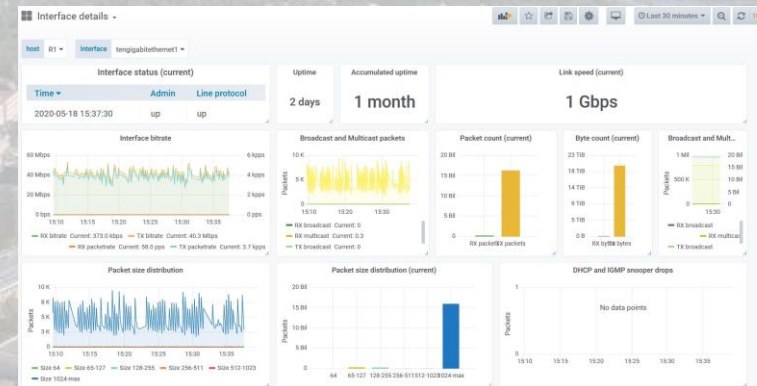 Interface details
Last 30 minutes
host R1 Interface tengigabitethernet1
Interface status (current)
Time Admin Line protocol
2020-05-18 15:37:30 up up
Uptime
2 days
Accumulated uptime
1 month
Link speed (current)
1 Gbps
Interface bitrate
60 Mbps 6 kpps
40 Mbps 4 kpps
20 Mbps 2 kpps
0 bps 0 pps
15:10 15:15 15:20 15:25 15:30 15:35
RX bitrate Current: 373.0 kbps TX bitrate Current: 40.3 Mbps
RX packetrate Current: 58.0 pps TX packetrate Current: 3.7 kpps
Broadcast and Multicast packets
Packets
10 K
5 K
0
15:10 15:20 15:30
RX broadcast Current: 0
RX multicast Current: 0.3
TX broadcast Current: 0
Packet count (current)
20 Bil
15 Bil
10 Bil
5 Bil
0
RX packets TX packets
Byte count (current)
23 TiB
18 TiB
14 TiB
9 TiB
5 TiB
0 B
RX bytes TX bytes
Broadcast and Mult...
Packets
1 Mil 20 Bil
15 Bil
500 K 10 Bil
5 Bil
0 0
15:30
RX broadcast
RX multicas
TX broadcast
Packet size distribution
Packets
10 K
8 K
5 K
3 K
0
15:10 15:15 15:20 15:25 15:30 15:35
Size 64 Size 65-127 Size 128-255 Size 256-511 Size 512-1023
Size 1024-max
Packet size distribution (current)
20 Bil
15 Bil
10 Bil
5 Bil
0
64 65-127 128-255 256-511 512-1023 1024-max
DHCP and IGMP snooper drops
Packets
1
No data points
0
15:10 15:15 15:20 15:25 15:30 15:35